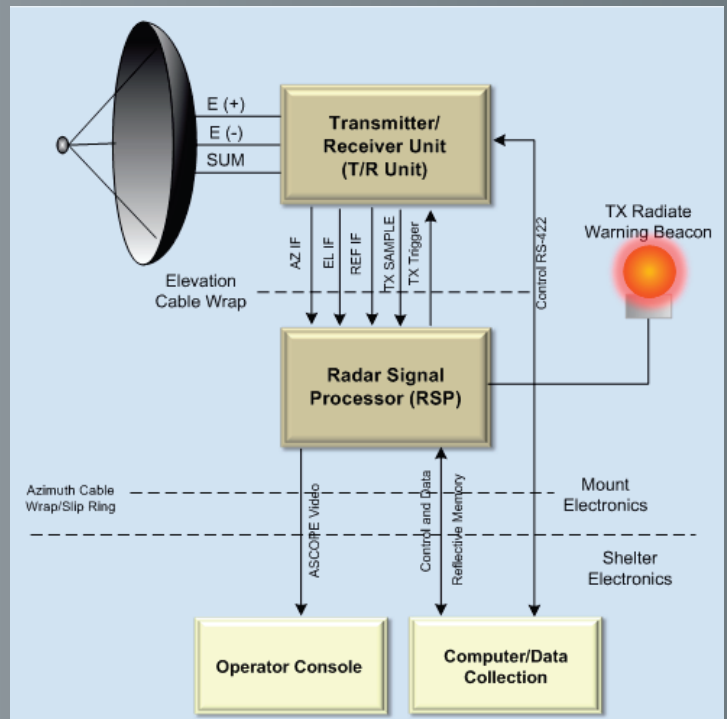 E (+)
E (-)
SUM
Transmitter/
Receiver Unit
(T/R Unit)
TX Radiate
Warning Beacon
AZ IF
EL IF
REF IF
TX SAMPLE
TX Trigger
Control RS-422
Elevation
Cable Wrap
Radar Signal
Processor (RSP)
Azimuth Cable
Wrap/Slip Ring
Mount
Electronics
ASCOPE Video
Control and Data
Reflective Memory
Shelter
Electronics
Operator Console
Computer/Data
Collection